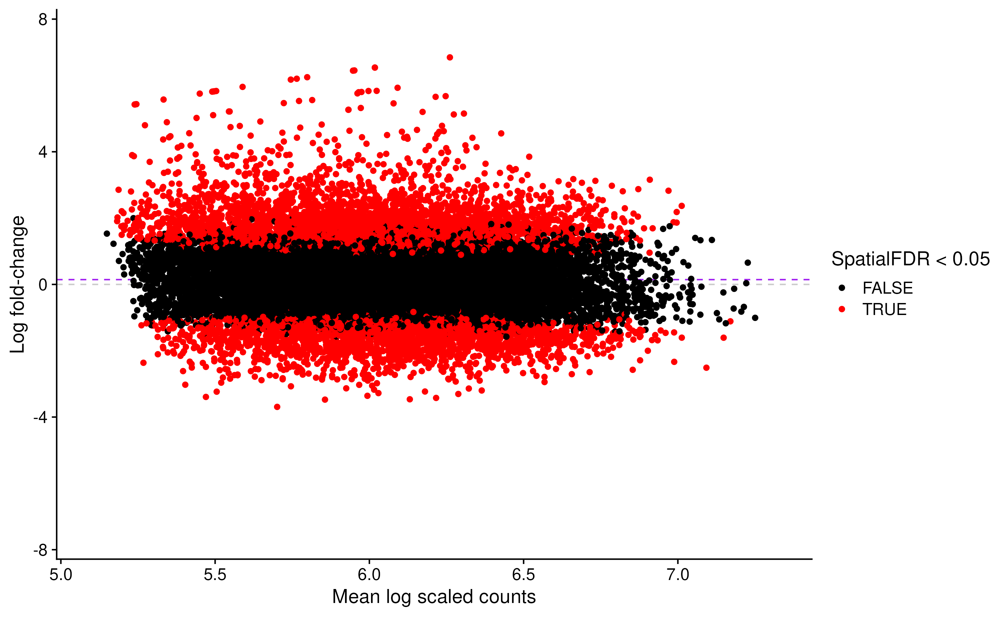 8
4
0
-4
-8
Log fold-change
5.0
5.5
6.0
6.5
7.0
Mean log scaled counts
SpatialFDR < 0.05
FALSE
TRUE